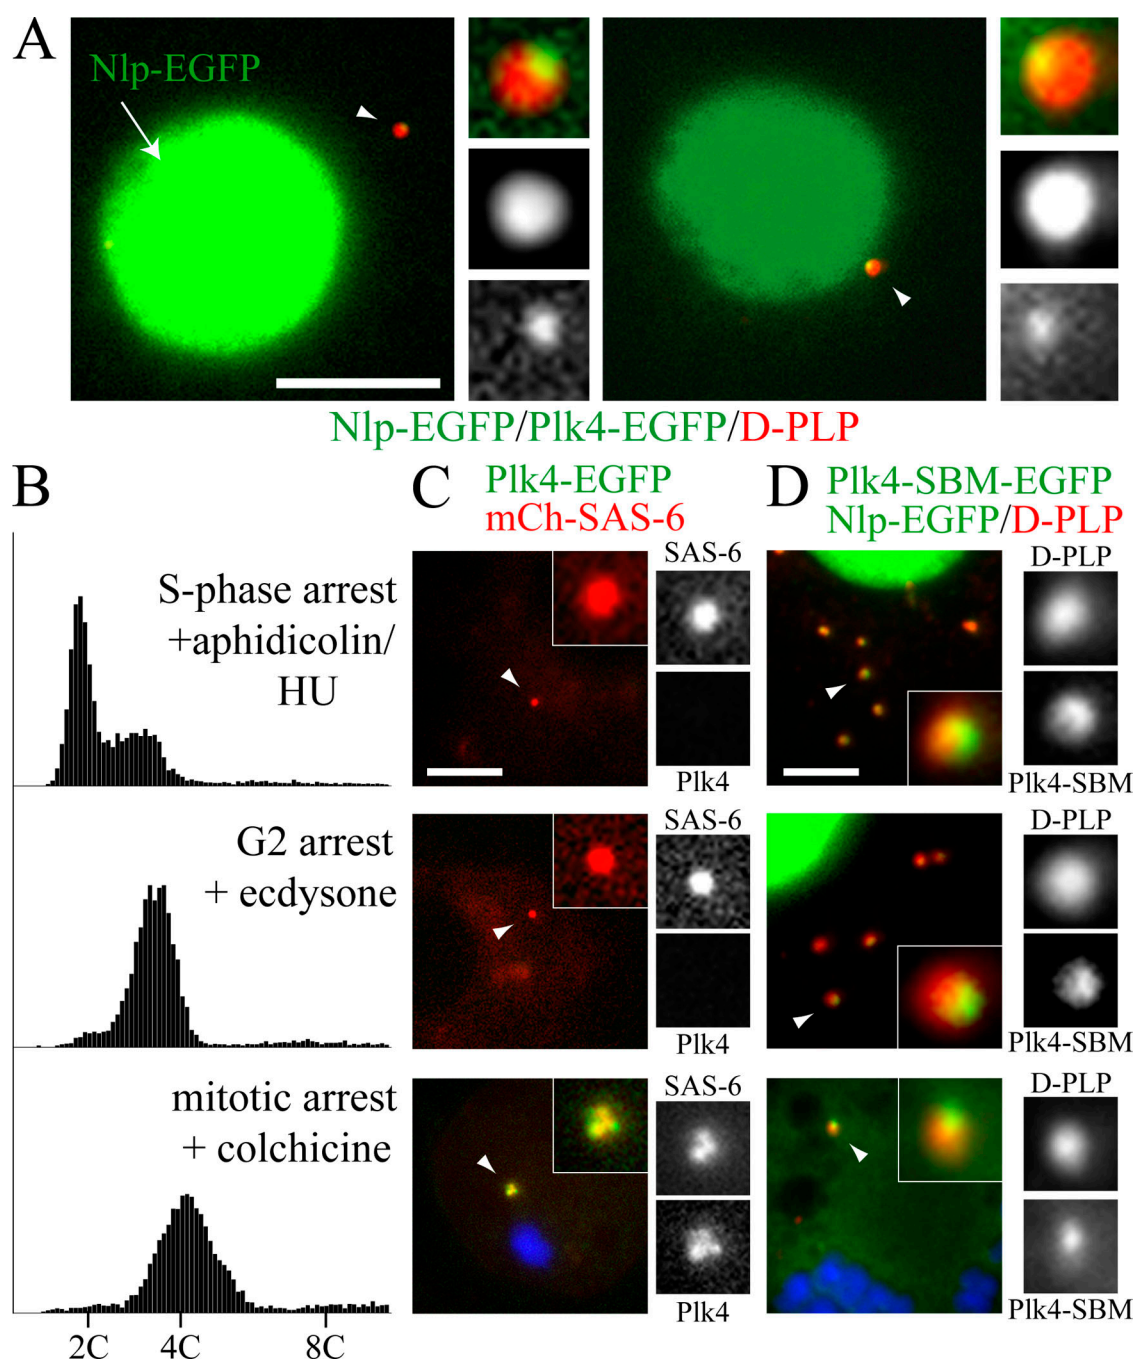 A
Nlp-EGFP
Nlp-EGFP/Plk4-EGFP/D-PLP
B
S-phase arrest
+aphidicolin/
HU
G2 arrest
+ ecdysone
mitotic arrest
+ colchicine
2C 4C 8C
C
Plk4-EGFP
mCh-SAS-6
SAS-6
Plk4
SAS-6
Plk4
SAS-6
Plk4
D
Plk4-SBM-EGFP
Nlp-EGFP/D-PLP
D-PLP
Plk4-SBM
D-PLP
Plk4-SBM
D-PLP
Plk4-SBM